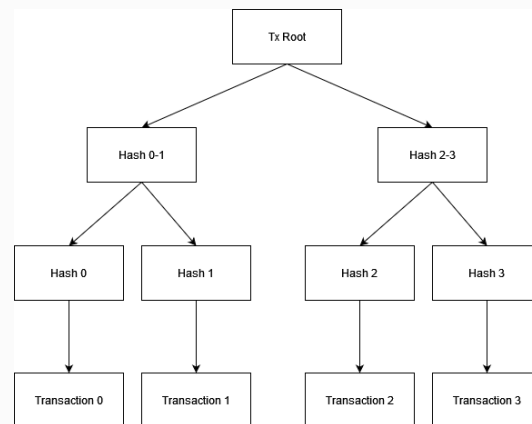 Tx Root
Hash 0-1
Hash 2-3
Hash 0
Hash 1
Hash 2
Hash 3
Transaction 0
Transaction 1
Transaction 2
Transaction 3